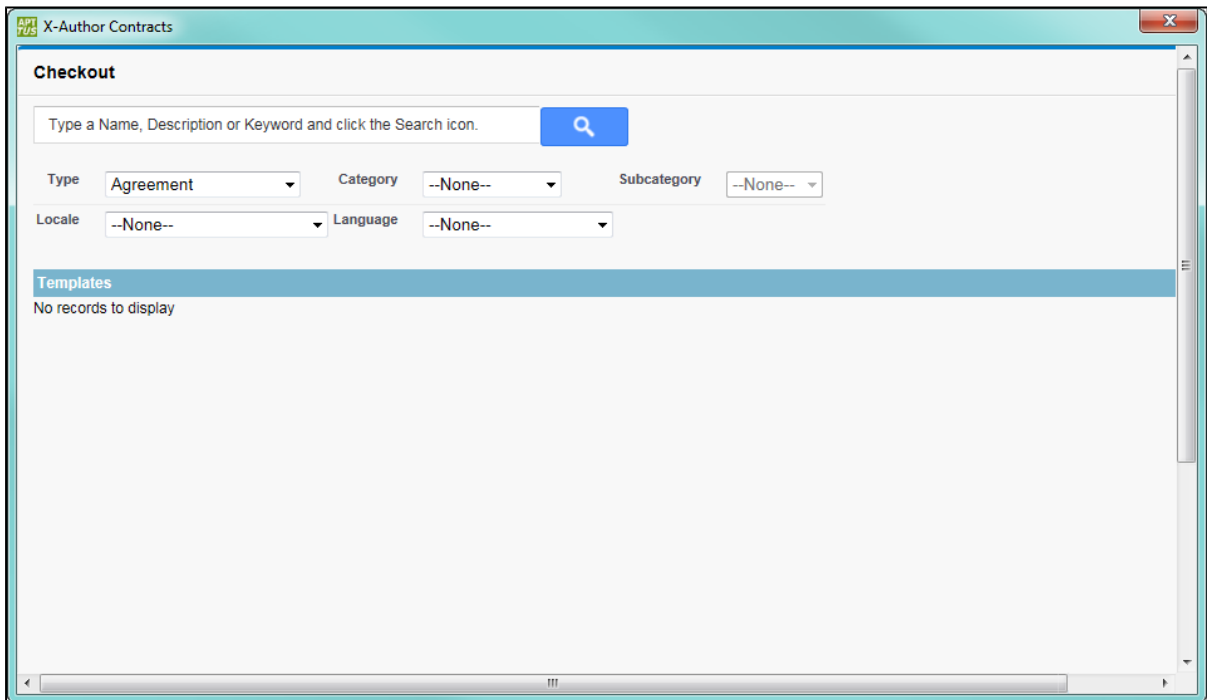 APT TUS X-Author Contracts X
Checkout
Type a Name, Description or Keyword and click the Search icon.
Type Agreement Category --None-- Subcategory --None--
Locale --None-- Language --None--
Templates
No records to display